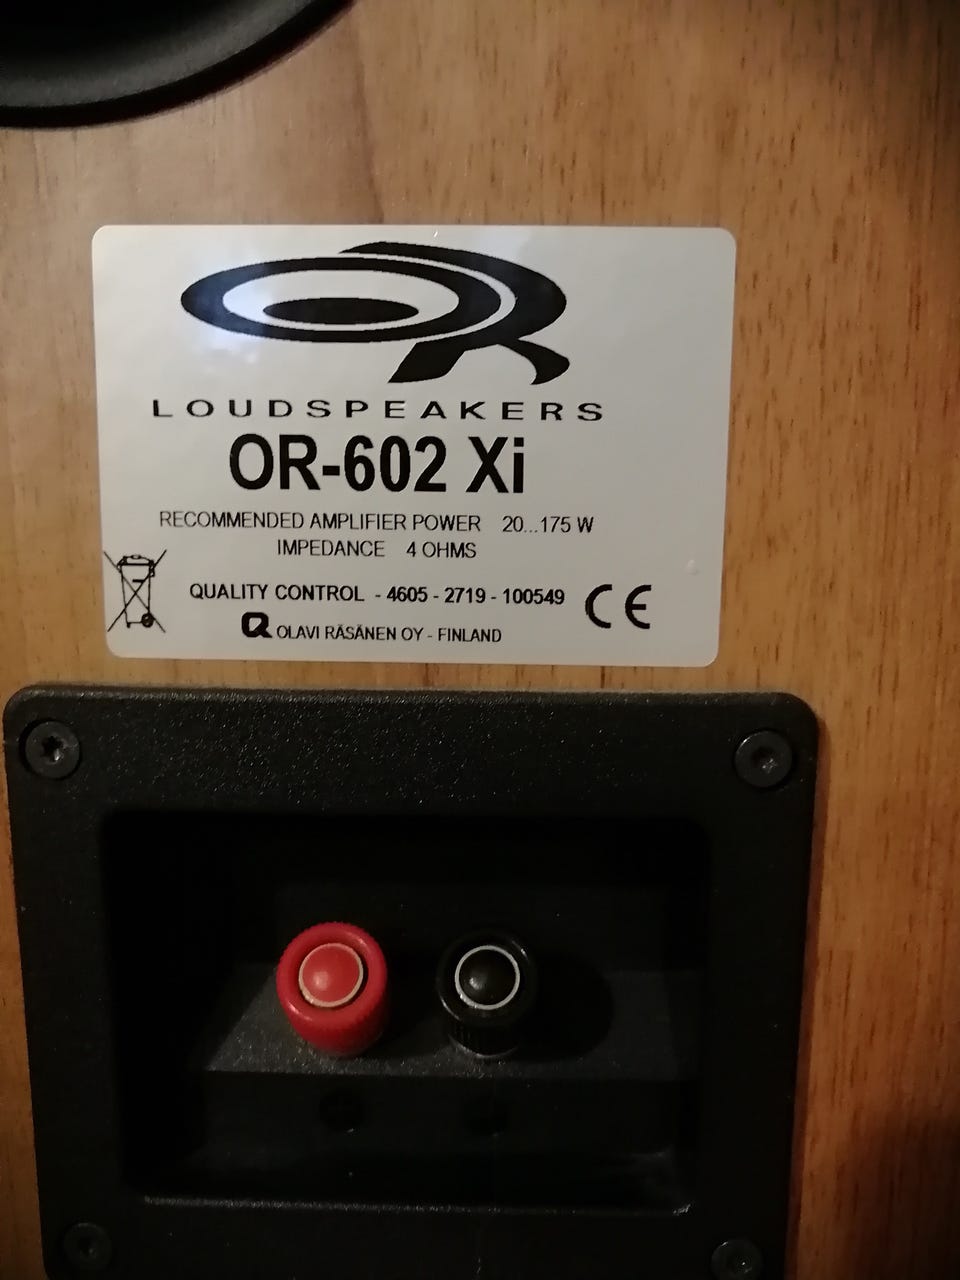 OR
LOUDSPEAKERS
OR-602 Xi
RECOMMENDED AMPLIFIER POWER 20...175 W
IMPEDANCE 4 OHMS
QUALITY CONTROL - 4605 - 2719 - 100549 CE
OLAVI RÄSÄNEN OY - FINLAND